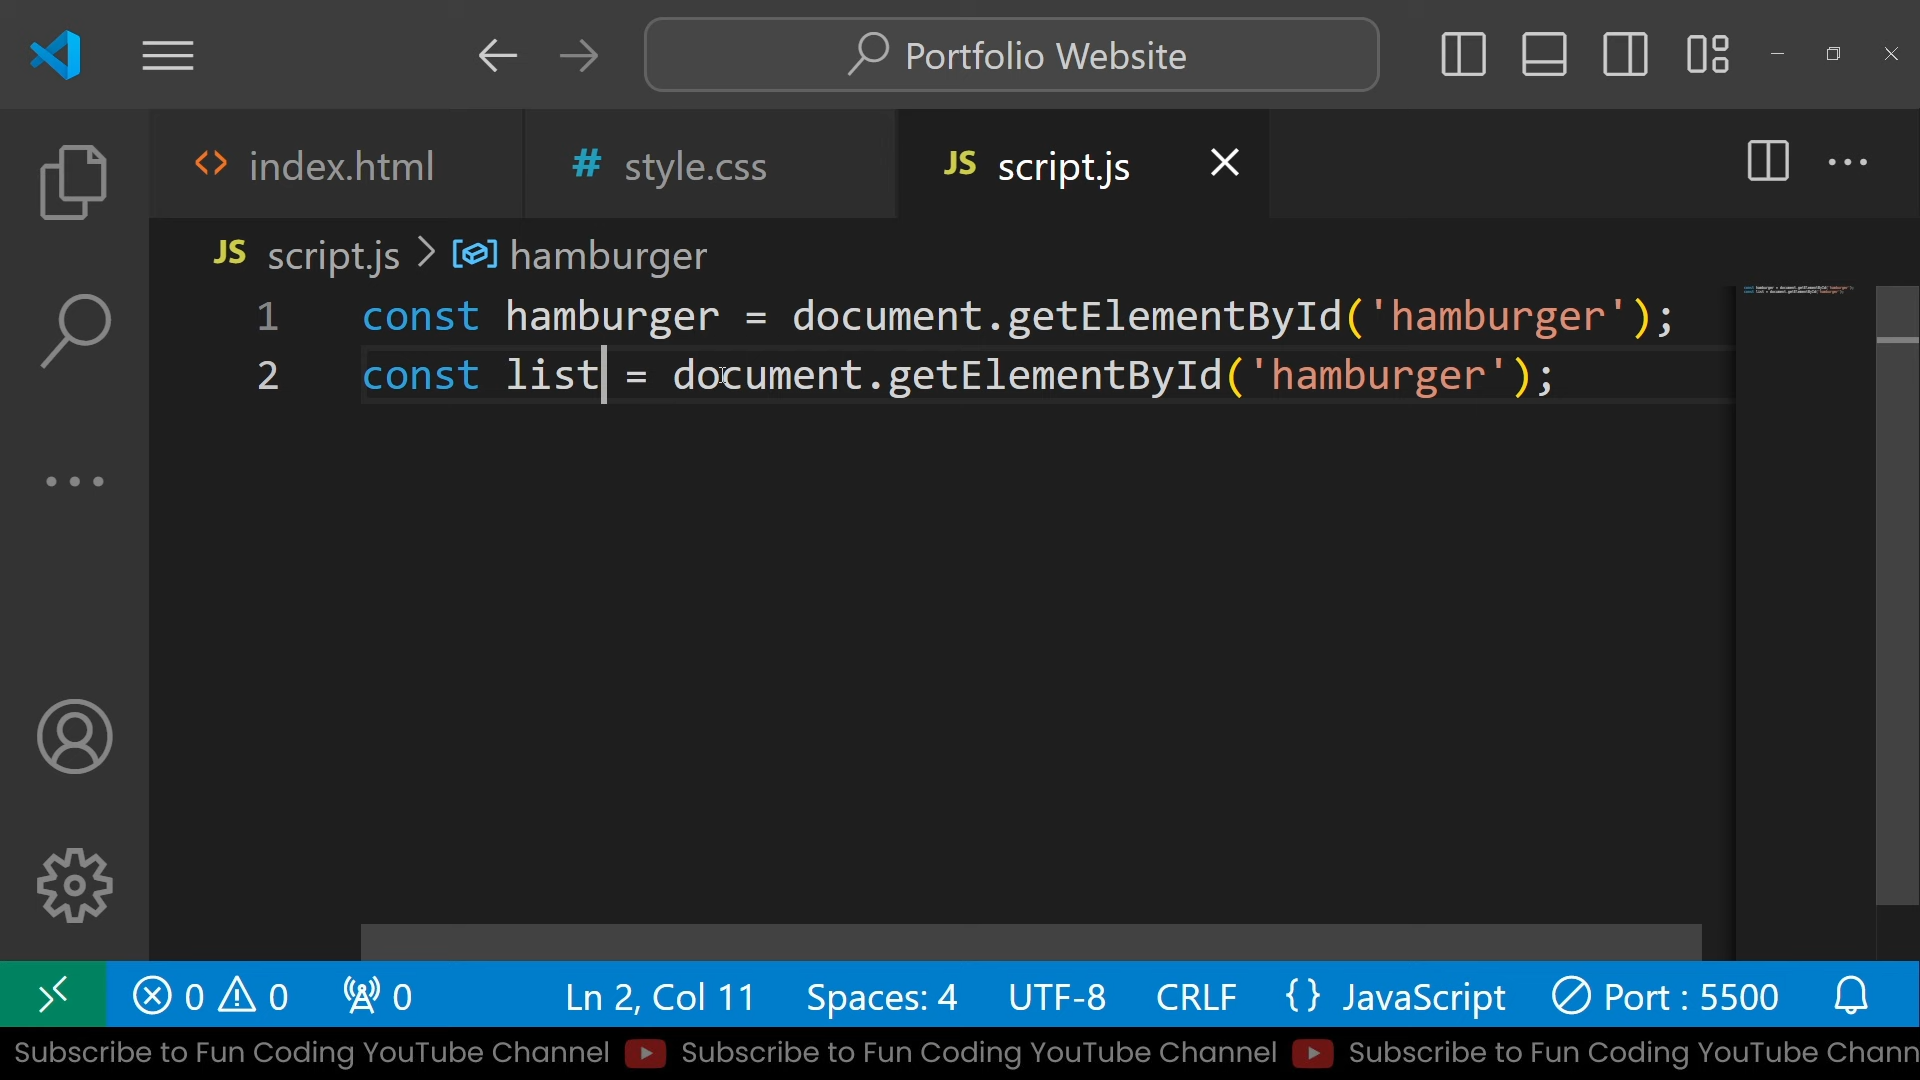 Portfolio Website
<> index.html # style.css JS script.js
JS script.js > hamburger
1 const hamburger = document.getElementById('hamburger');
2 const list = document.getElementById('hamburger');
0 0 0 Ln 2, Col 11 Spaces: 4 UTF-8 CRLF {} JavaScript Port : 5500
Subscribe to Fun Coding YouTube Channel Subscribe to Fun Coding YouTube Channel Subscribe to Fun Coding YouTube Chann